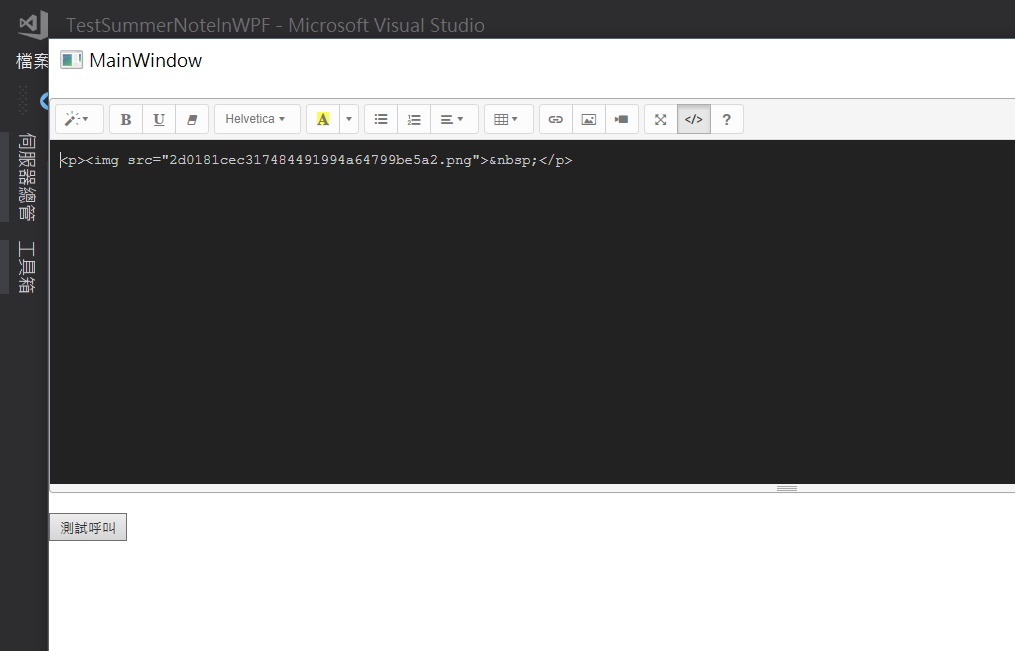 TestSummerNoteInWPF - Microsoft Visual Studio
檔案
MainWindow
B U Helvetica A </> ?
<p><img src="2d0181cec317484491994a64799be5a2.png">&nbsp;</p>
伺服器總管
工具箱
測試呼叫